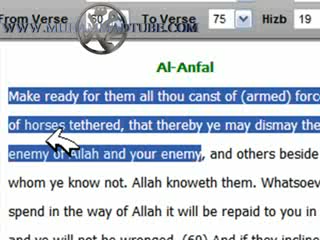 From Verse 60 To Verse 75 Hizb 19
WWW.MUHAMMADTUBE.COM
Al-Anfal
Make ready for them all thou canst of (armed) forc
of horses tethered, that thereby ye may dismay the
enemy of Allah and your enemy, and others beside
whom ye know not. Allah knoweth them. Whatsoev
spend in the way of Allah it will be repaid to you in
and ye will not be wronged. (60) And if they incline